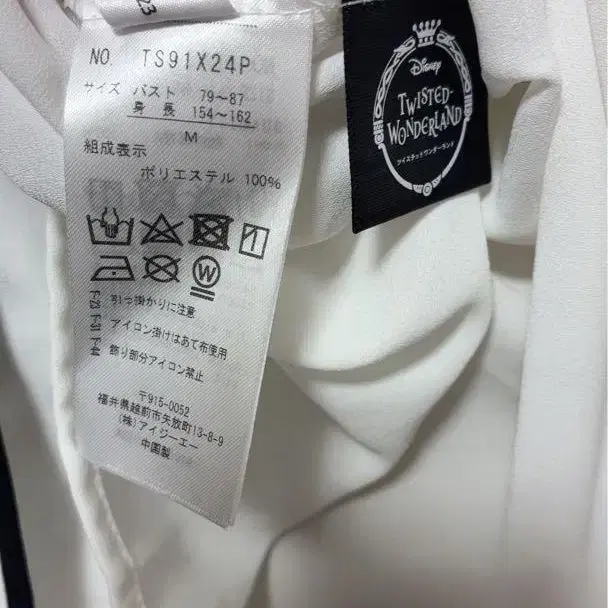 23
NO. TS91X24P
サイズ バスト 79~87
身長 154~162
M
組成表示
ポリエステル 100%
W
F-23 F-31 F-44
引っ掛かりに注意
アイロン掛けはあて布使用
飾り部分アイロン禁止
〒915-0052
福井県越前市矢放町13-8-9
(株)アイジーエー
中国製
Disney
TWISTED-
WONDERLAND
ツイステッドワンダーランド